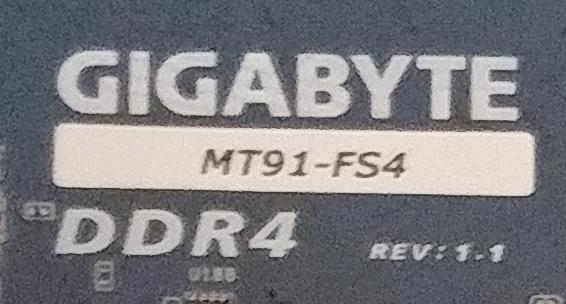 GIGABYTE
MT91-FS4
DDR4
REV: 1.1